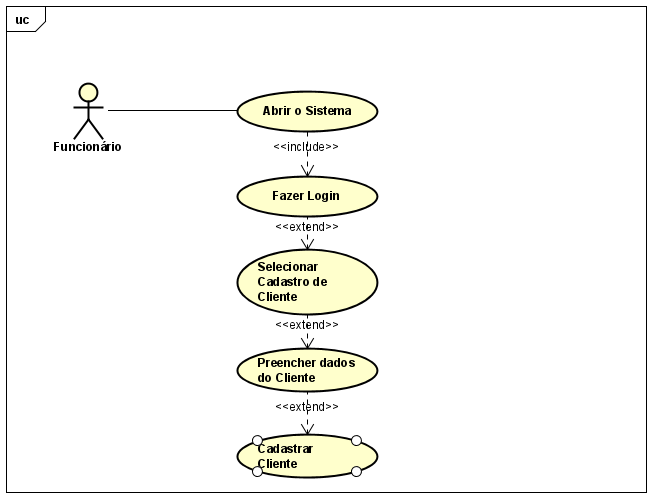 uc
Abrir o Sistema
Funcionário
<<include>>
Fazer Login
<<extend>>
Selecionar
Cadastro de
Cliente
<<extend>>
Preencher dados
do Cliente
<<extend>>
Cadastrar
Cliente